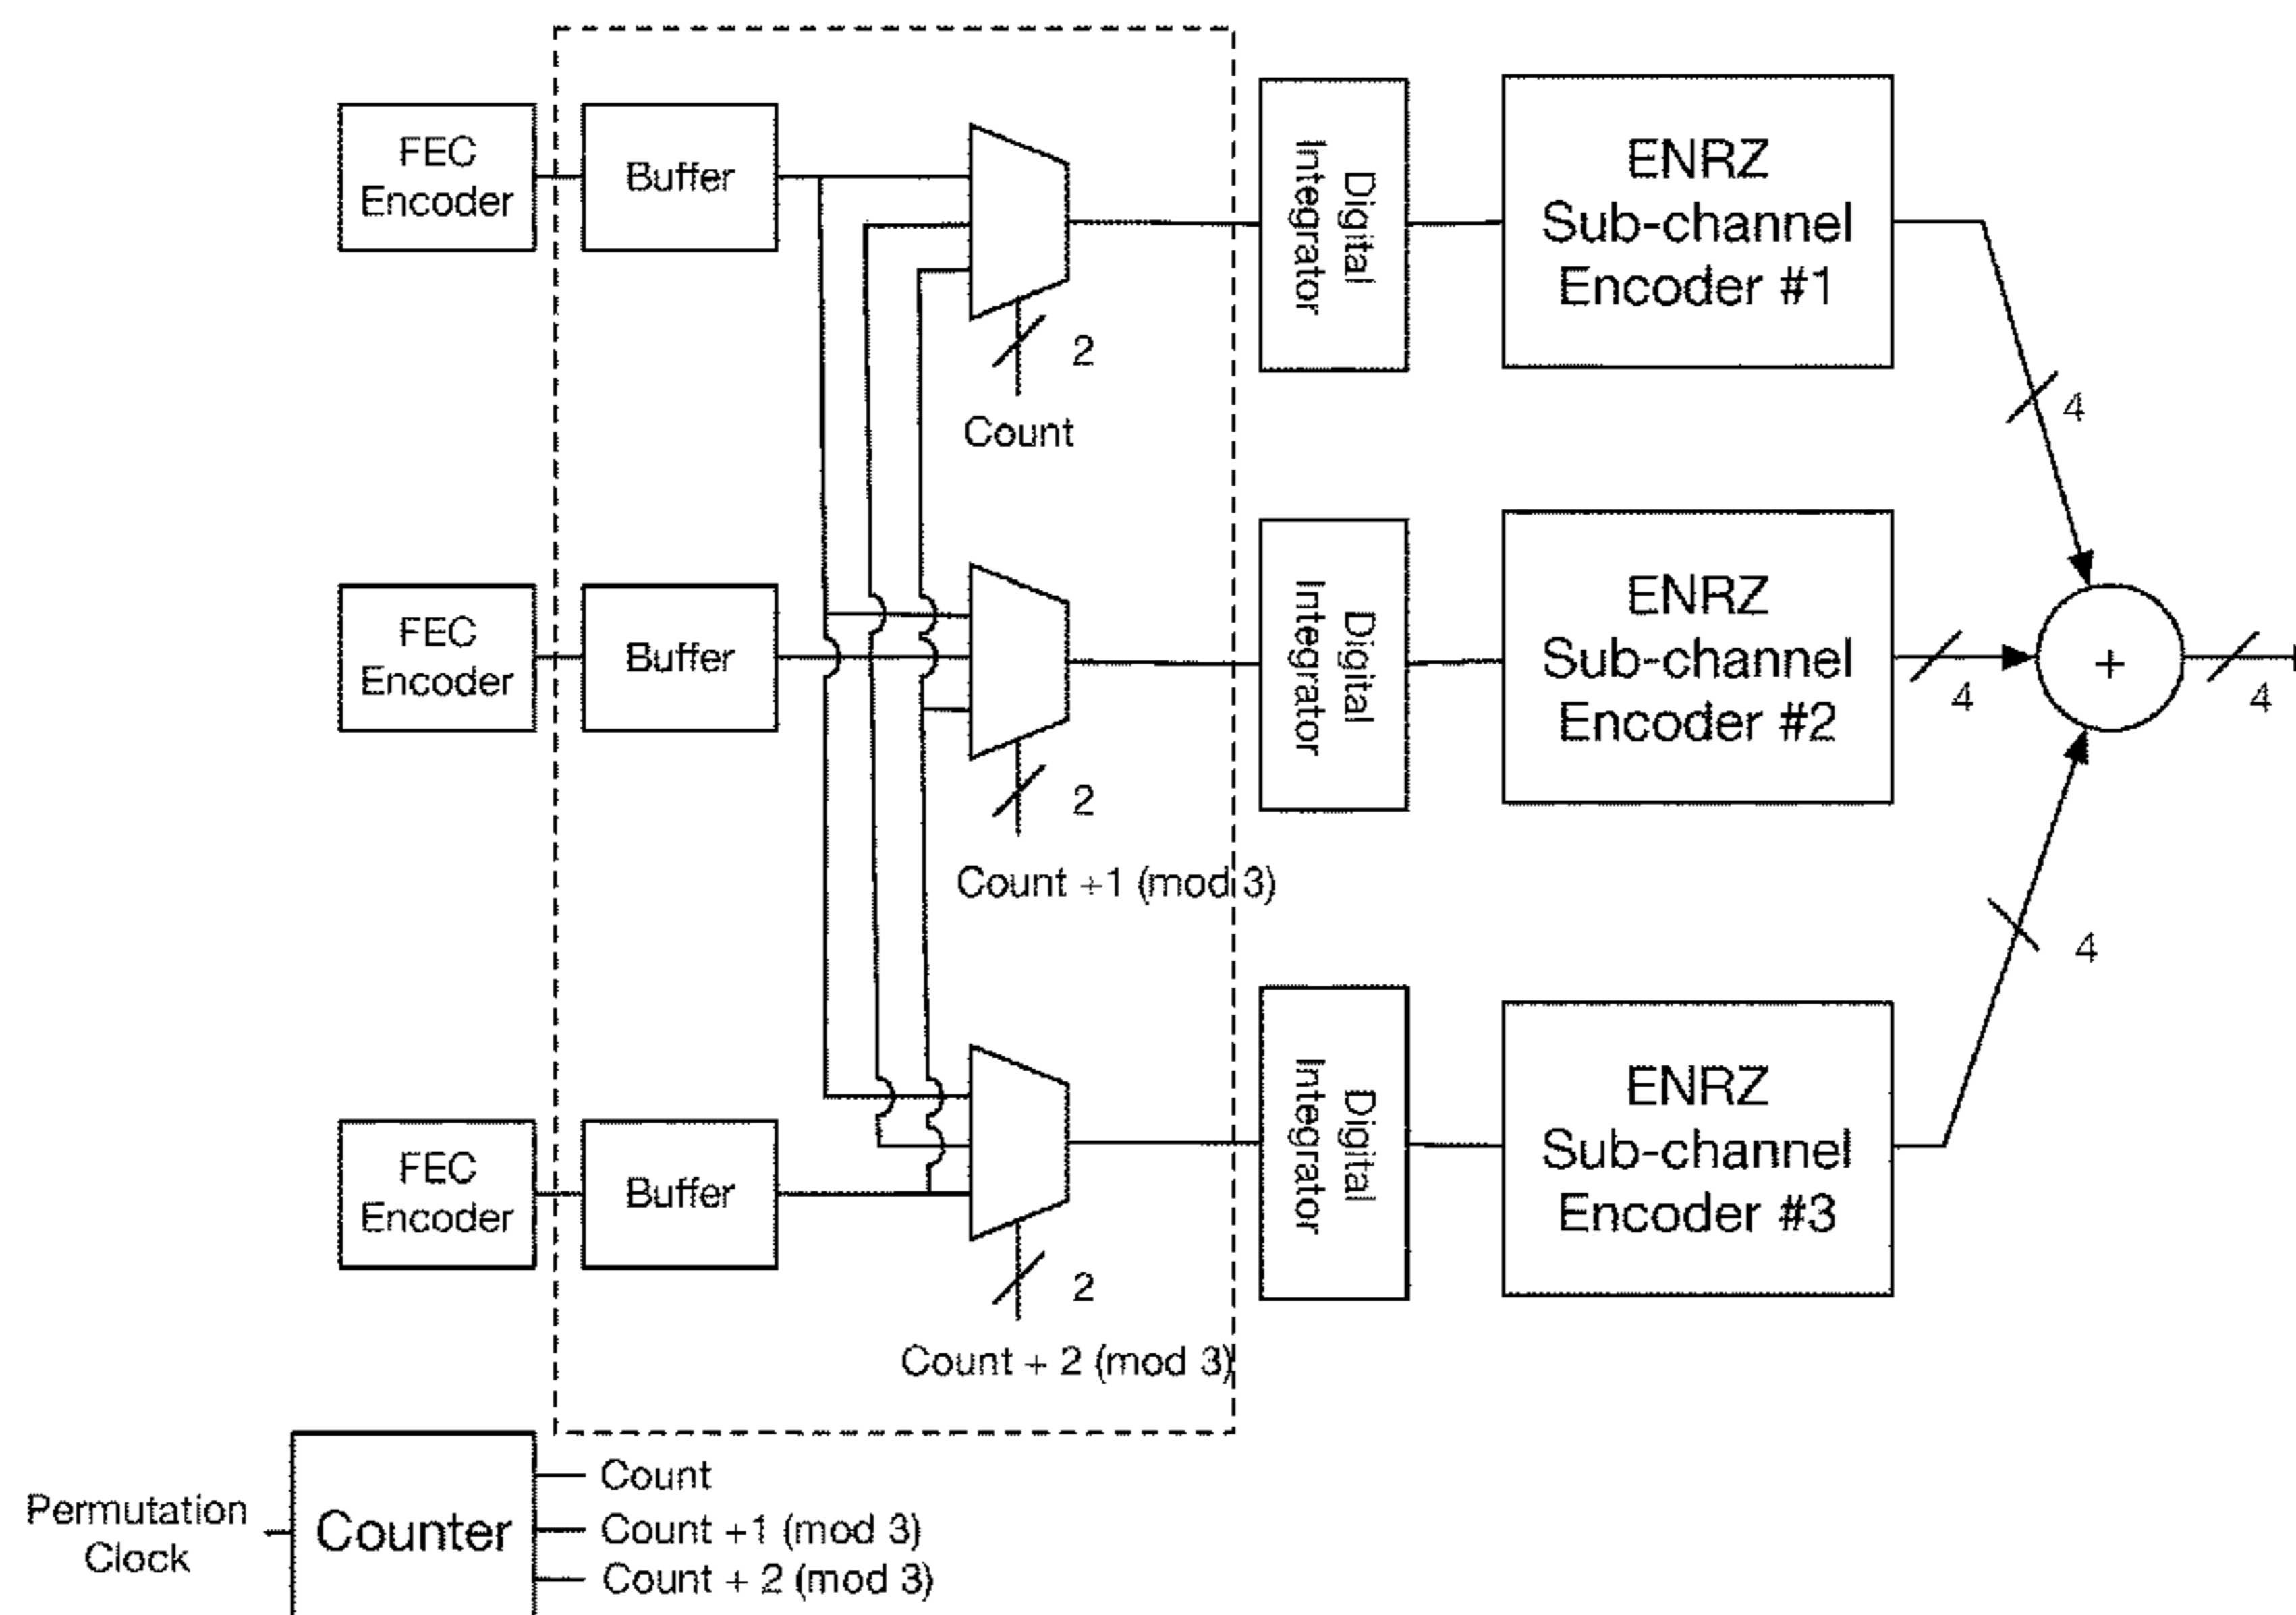 FEC
Encoder
Buffer
2
Count
Digital
Integrator
ENRZ
Sub-channel
Encoder #1
4
FEC
Encoder
Buffer
2
Count +1 (mod 3)
Digital
Integrator
ENRZ
Sub-channel
Encoder #2
4
+
4
FEC
Encoder
Buffer
2
Count + 2 (mod 3)
Digital
Integrator
ENRZ
Sub-channel
Encoder #3
4
Permutation
Clock
Counter
Count
Count +1 (mod 3)
Count + 2 (mod 3)